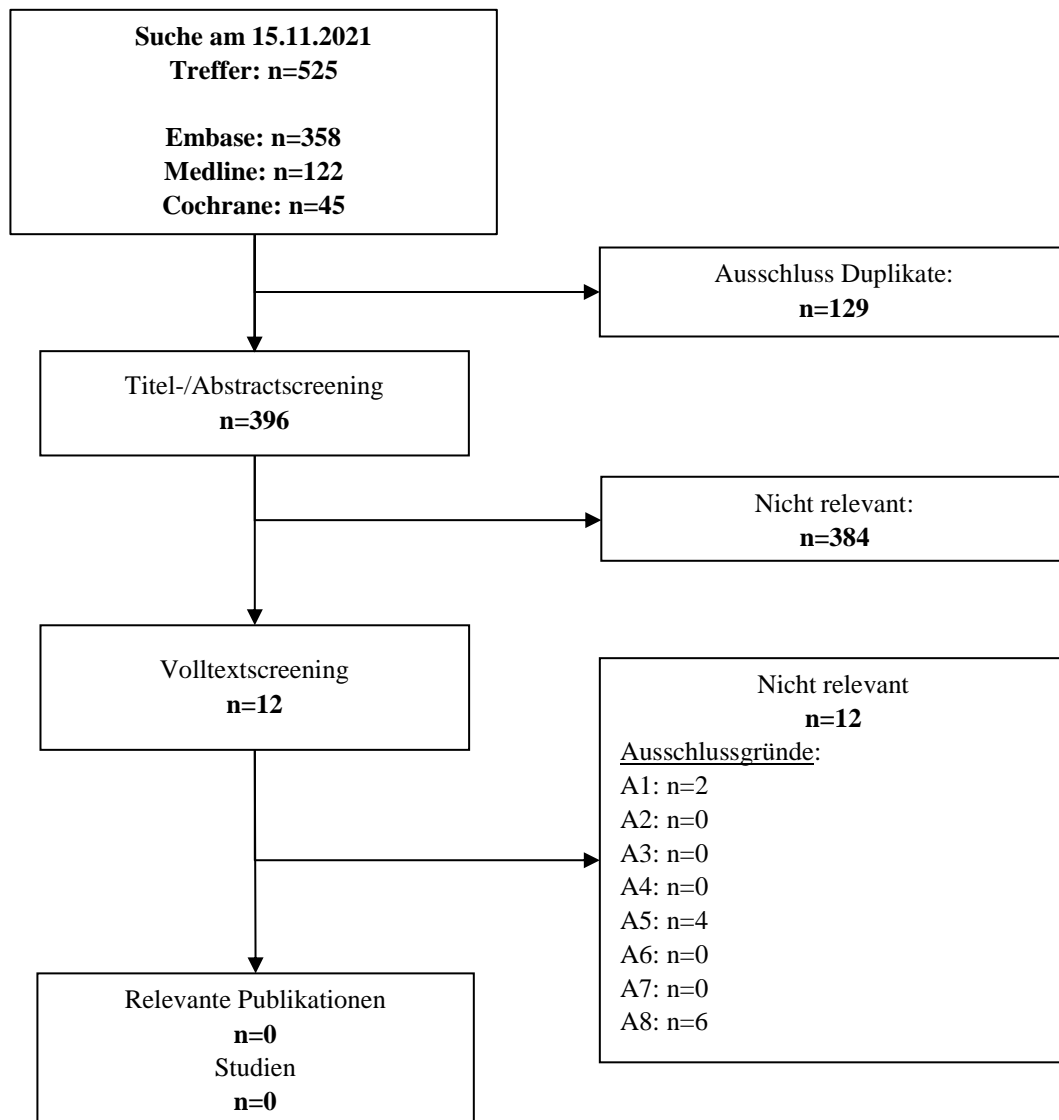 Suche am 15.11.2021
Treffer: n=525
Embase: n=358
Medline: n=122
Cochrane: n=45
Ausschluss Duplikate:
n=129
Titel-/Abstractscreening
n=396
Nicht relevant:
n=384
Volltextscreening
n=12
Nicht relevant
n=12
Ausschlussgründe:
A1: n=2
A2: n=0
A3: n=0
A4: n=0
A5: n=4
A6: n=0
A7: n=0
A8: n=6
Relevante Publikationen
n=0
Studien
n=0